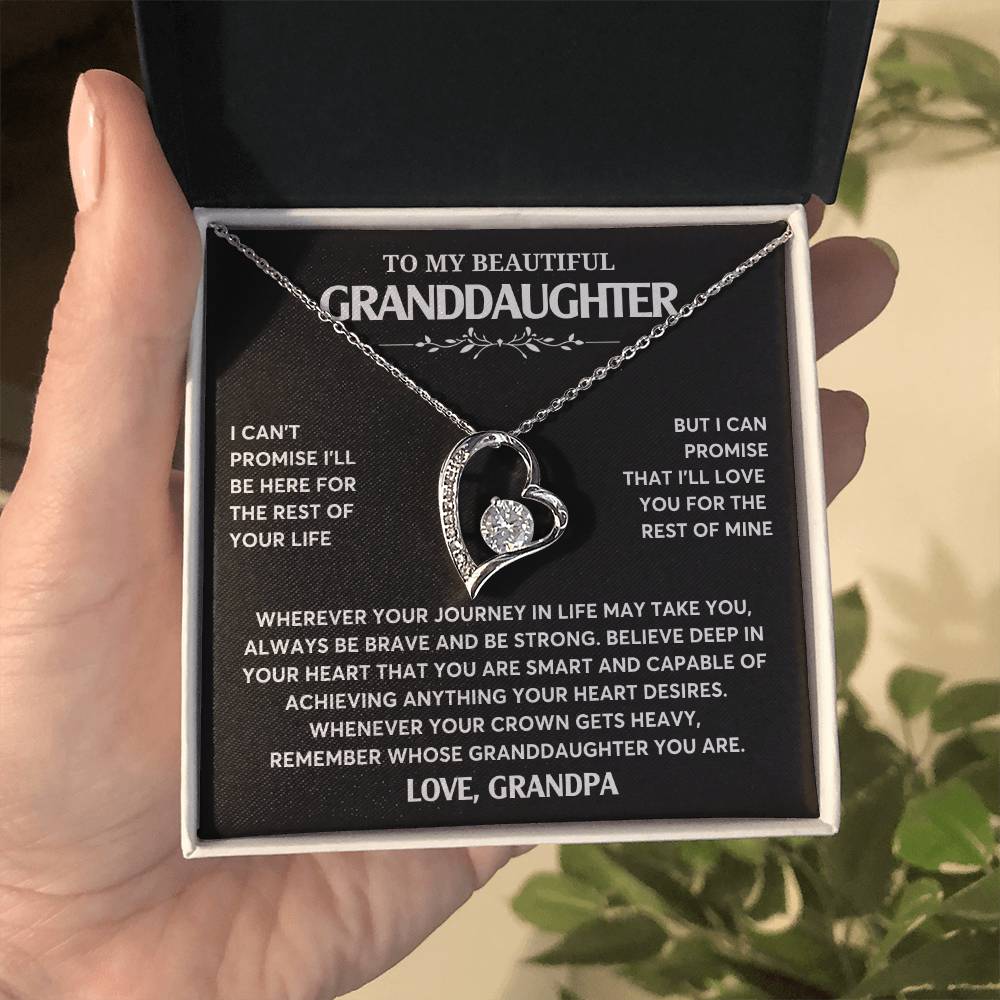 TO MY BEAUTIFUL
GRANDDAUGHTER
I CAN'T
PROMISE I'LL
BE HERE FOR
THE REST OF
YOUR LIFE
BUT I CAN
PROMISE
THAT I'LL LOVE
YOU FOR THE
REST OF MINE
WHEREVER YOUR JOURNEY IN LIFE MAY TAKE YOU,
ALWAYS BE BRAVE AND BE STRONG. BELIEVE DEEP IN
YOUR HEART THAT YOU ARE SMART AND CAPABLE OF
ACHIEVING ANYTHING YOUR HEART DESIRES.
WHENEVER YOUR CROWN GETS HEAVY,
REMEMBER WHOSE GRANDDAUGHTER YOU ARE.
LOVE, GRANDPA